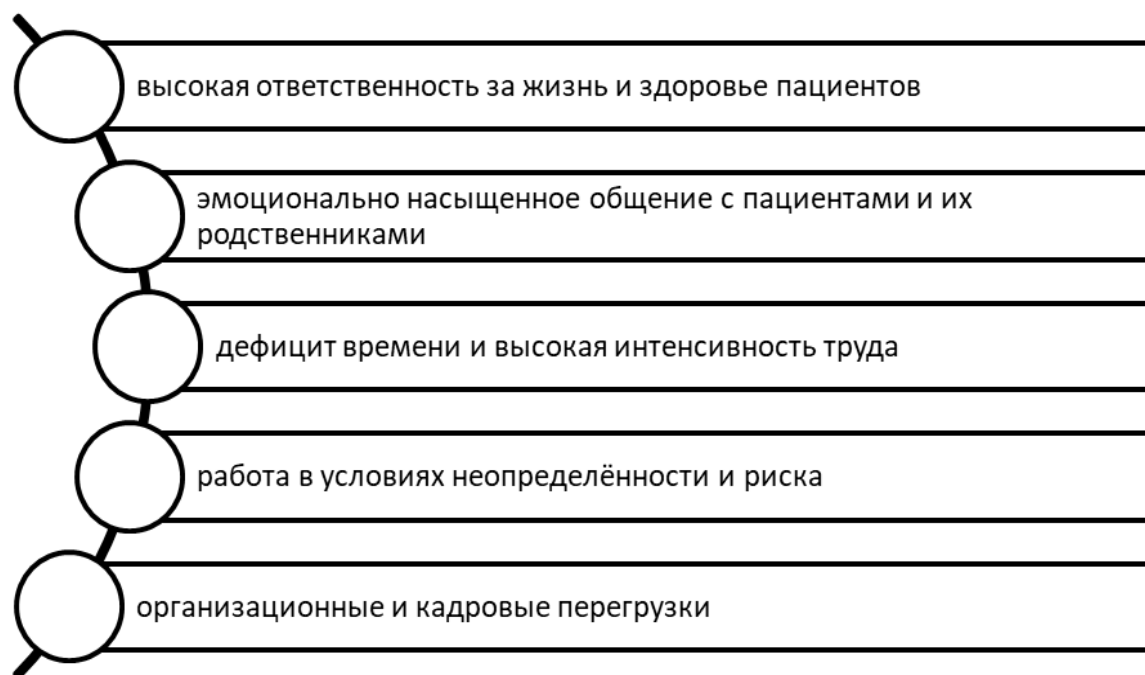 высокая ответственность за жизнь и здоровье пациентов
эмоционально насыщенное общение с пациентами и их
родственниками
дефицит времени и высокая интенсивность труда
работа в условиях неопределённости и риска
организационные и кадровые перегрузки